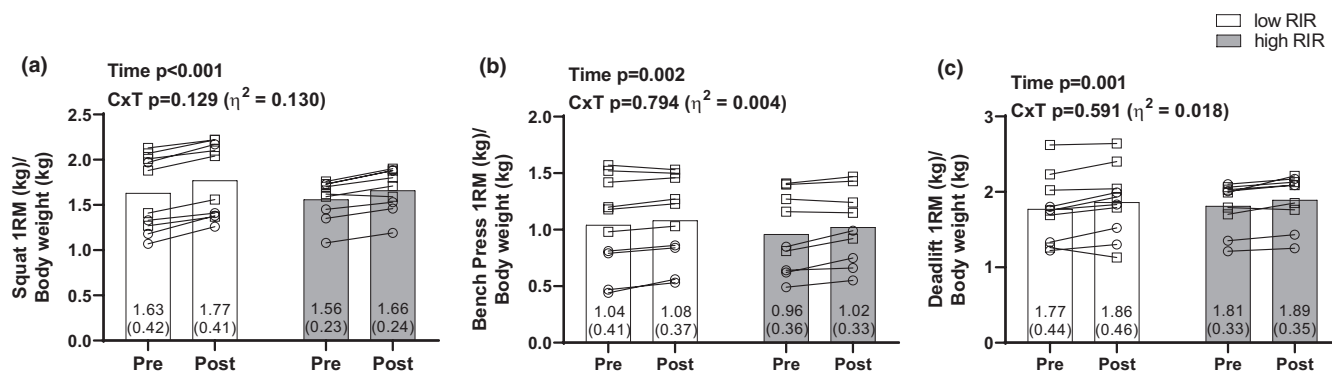 low RIR
high RIR
(a)
Time p<0.001
CxT p=0.129 (η² = 0.130)
Squat 1RM (kg)/
Body weight (kg)
2.5
2.0
1.5
1.0
0.5
0.0
1.63
(0.42)
1.77
(0.41)
1.56
(0.23)
1.66
(0.24)
Pre Post Pre Post
(b)
Time p=0.002
CxT p=0.794 (η² = 0.004)
Bench Press 1RM (kg)/
Body weight (kg)
2.0
1.5
1.0
0.5
0.0
1.04
(0.41)
1.08
(0.37)
0.96
(0.36)
1.02
(0.33)
Pre Post Pre Post
(c)
Time p=0.001
CxT p=0.591 (η² = 0.018)
Deadlift 1RM (kg)/
Body weight (kg)
3
2
1
0
1.77
(0.44)
1.86
(0.46)
1.81
(0.33)
1.89
(0.35)
Pre Post Pre Post